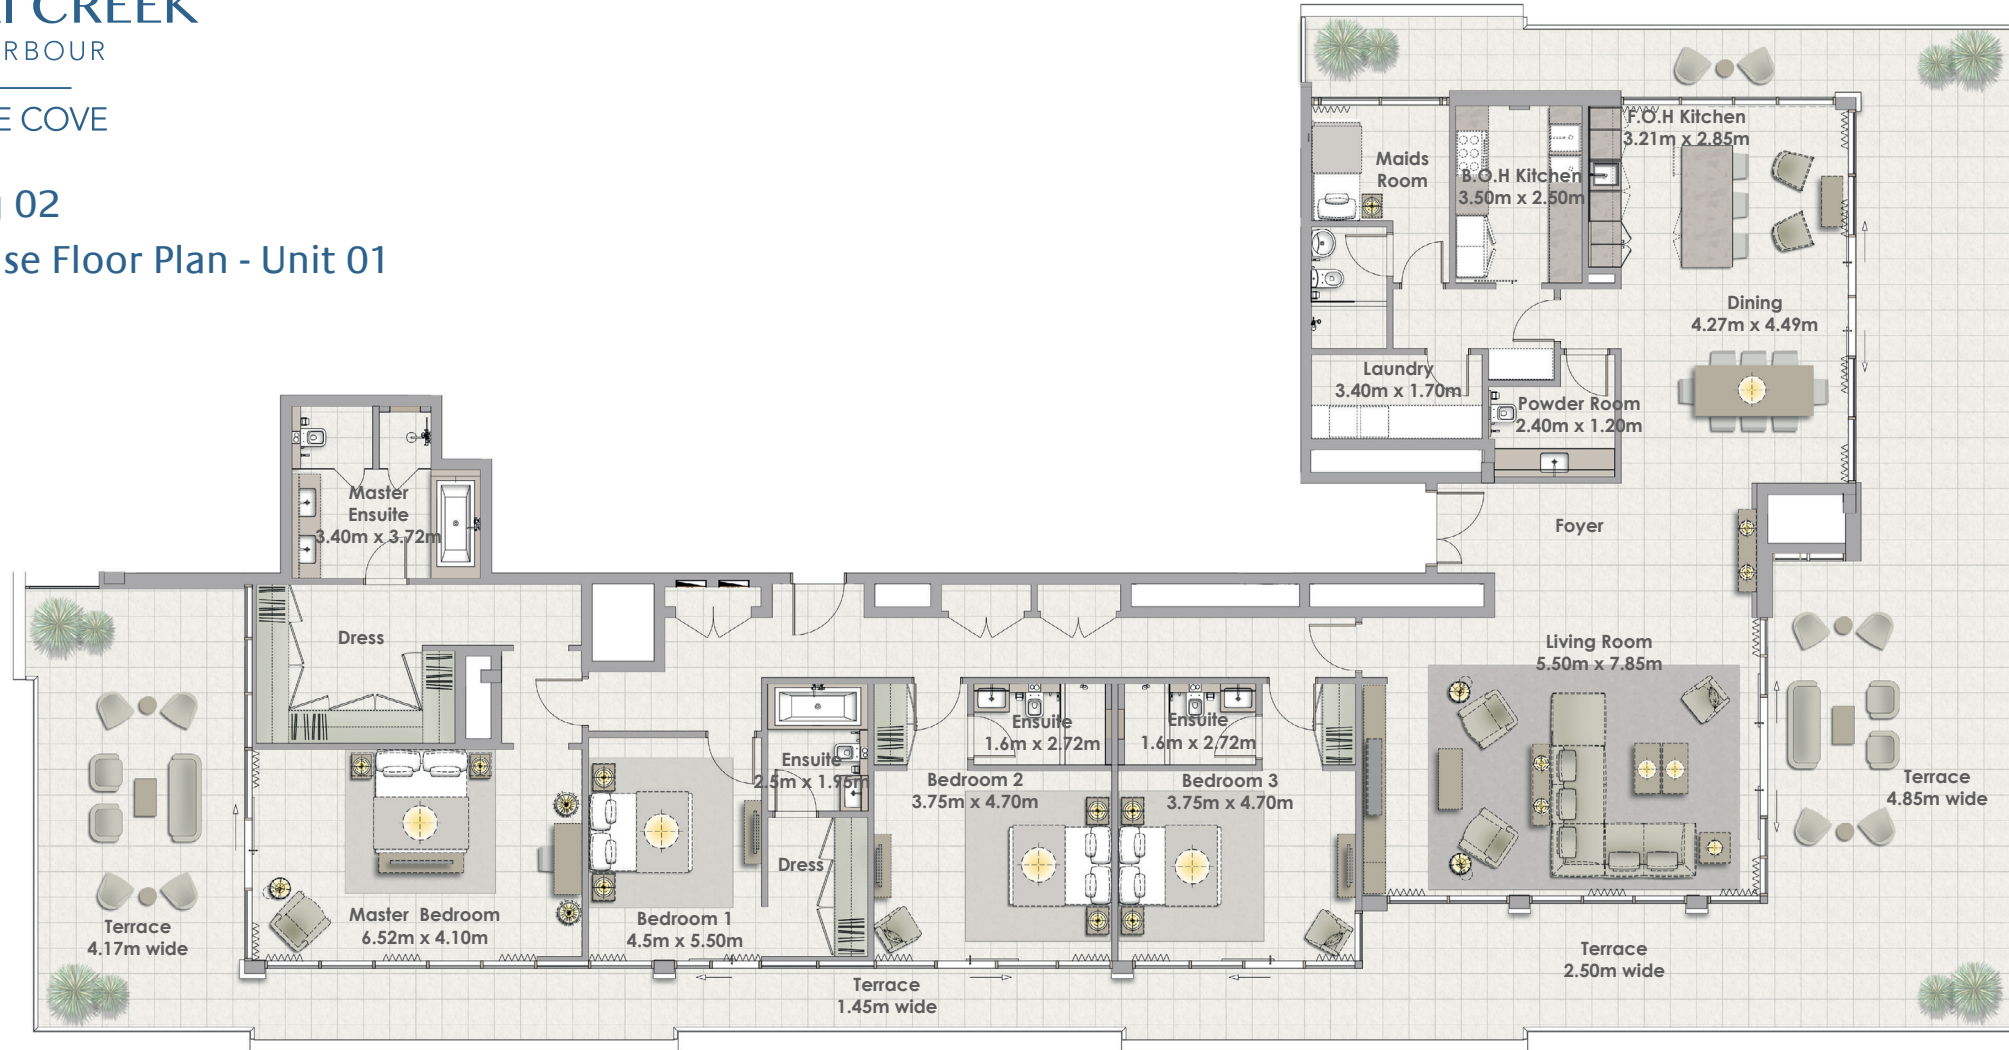 CREEK
RBOUR
E COVE
02
se Floor Plan - Unit 01
F.O.H Kitchen
3.21m x 2.85m
Maids
Room
B.O.H Kitchen
3.50m x 2.50m
Dining
4.27m x 4.49m
Laundry
3.40m x 1.70m
Powder Room
2.40m x 1.20m
Master
Ensuite
3.40m x 3.72m
Foyer
Dress
Living Room
5.50m x 7.85m
Ensuite
1.6m x 2.72m
Ensuite
1.6m x 2.72m
Ensuite
2.5m x 1.95m
Bedroom 2
3.75m x 4.70m
Bedroom 3
3.75m x 4.70m
Terrace
4.85m wide
Dress
Master Bedroom
6.52m x 4.10m
Bedroom 1
4.5m x 5.50m
Terrace
4.17m wide
Terrace
2.50m wide
Terrace
1.45m wide